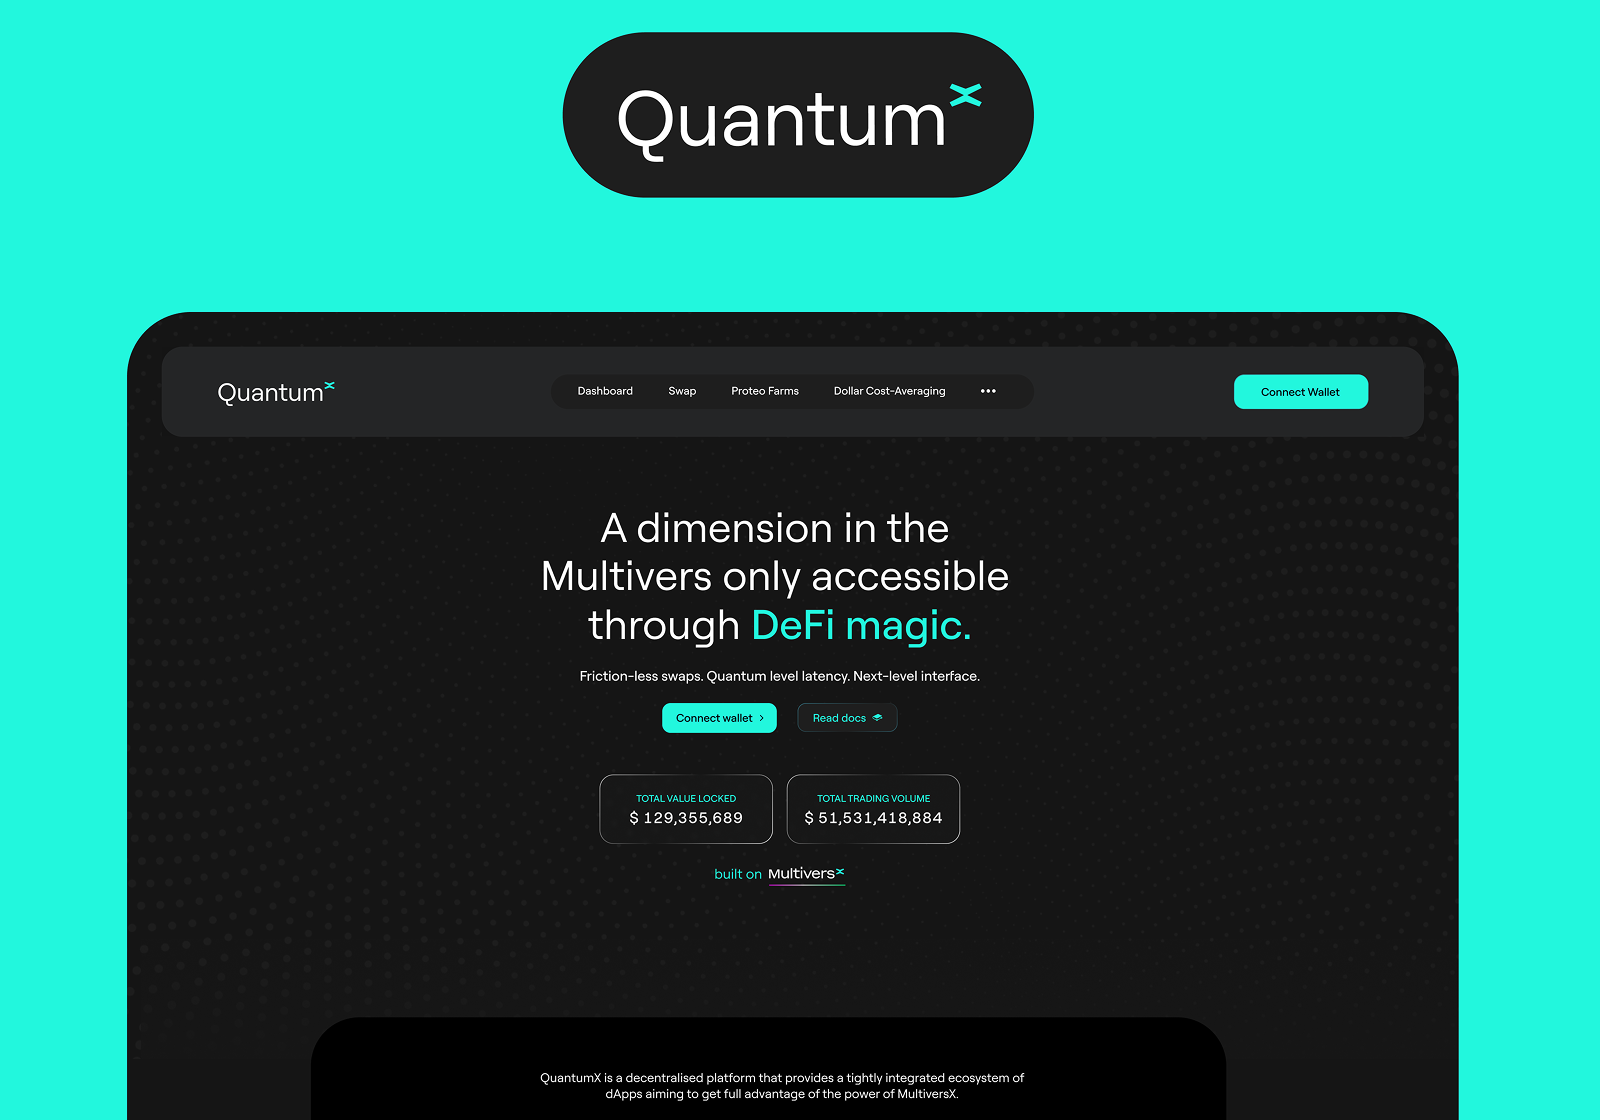 Quantumx
Quantumx
Dashboard
Swap
Proteo Farms
Dollar Cost-Averaging
•••
Connect Wallet
A dimension in the
Multivers only accessible
through DeFi magic.
Friction-less swaps. Quantum level latency. Next-level interface.
Connect wallet >
Read docs
TOTAL VALUE LOCKED
$ 129,355,689
TOTAL TRADING VOLUME
$ 51,531,418,884
built on Multiversx
QuantumX is a decentralised platform that provides a tightly integrated ecosystem of
dApps aiming to get full advantage of the power of MultiversX.